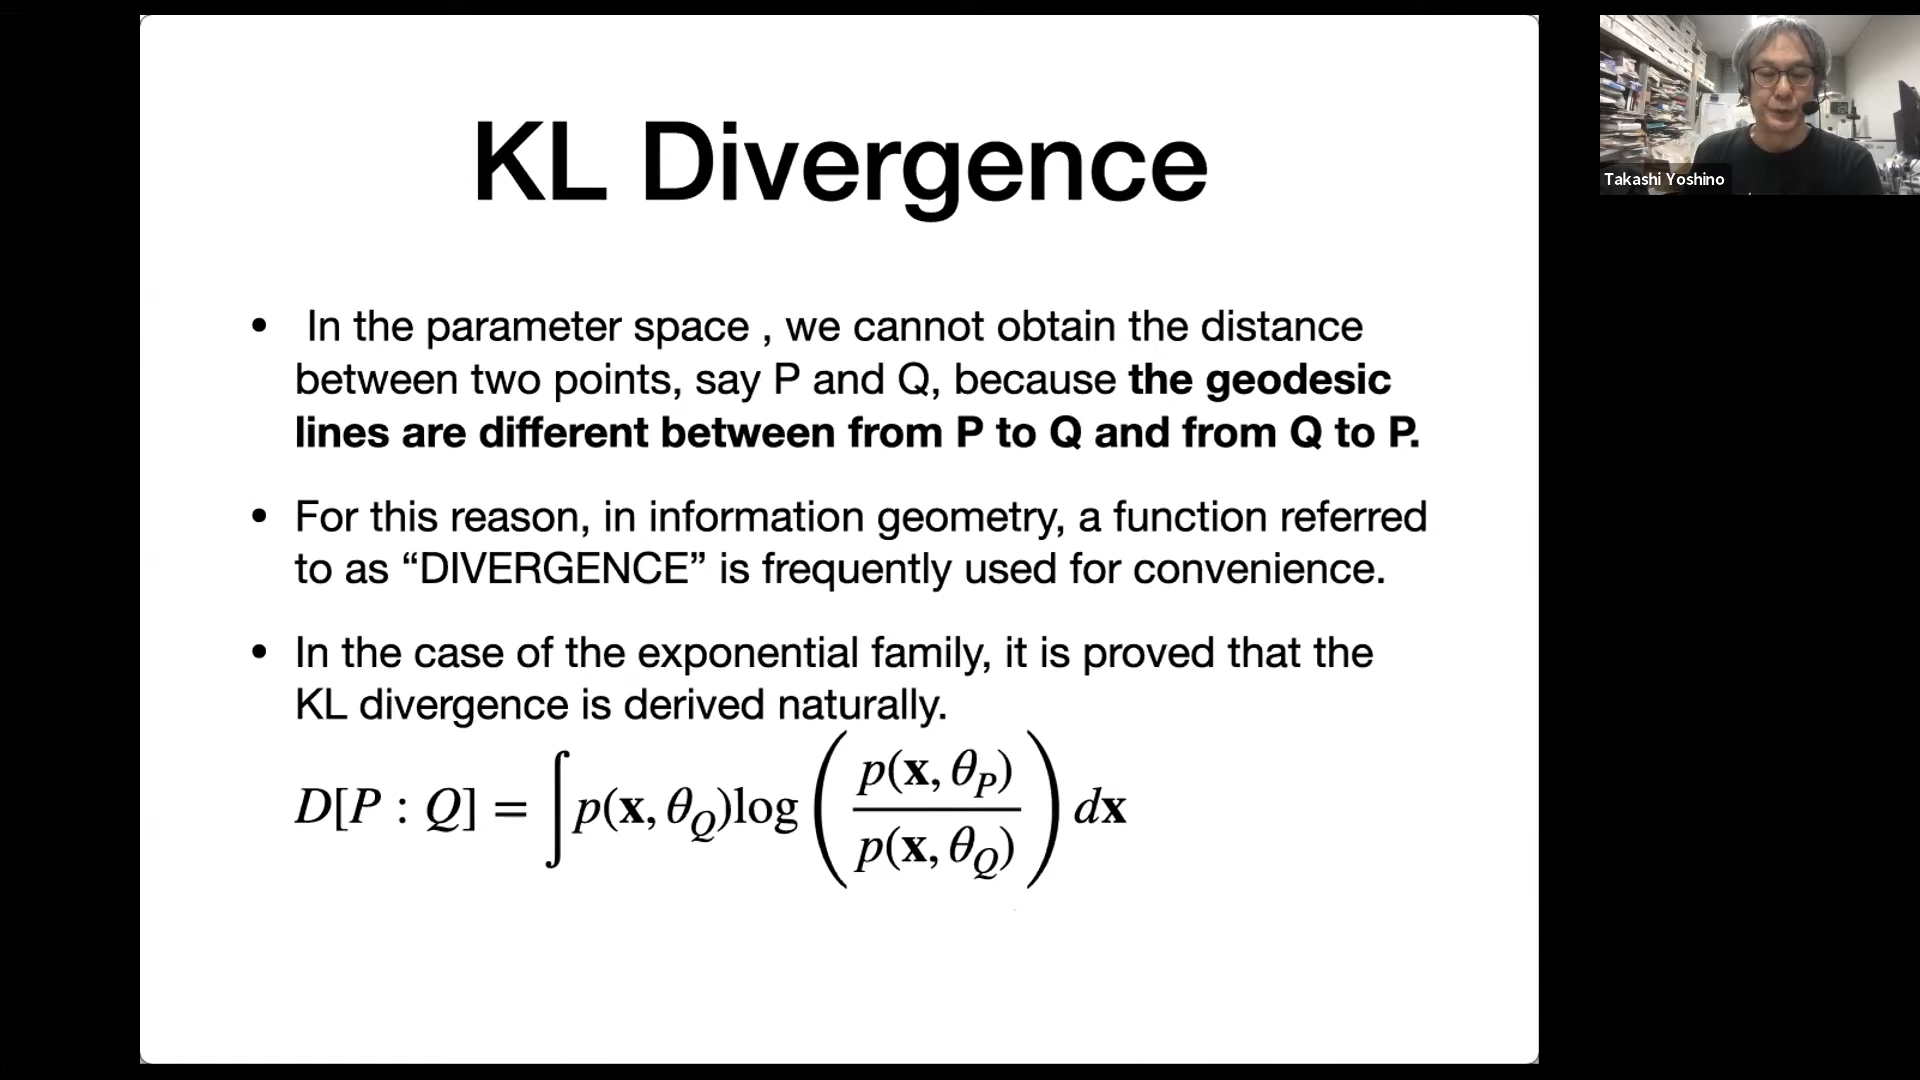 KL Divergence
• In the parameter space , we cannot obtain the distance
between two points, say P and Q, because the geodesic
lines are different between from P to Q and from Q to P.
• For this reason, in information geometry, a function referred
to as “DIVERGENCE” is frequently used for convenience.
• In the case of the exponential family, it is proved that the
KL divergence is derived naturally.
D[P : Q] = ∫ p(x, θ_Q) log ( p(x, θ_P) / p(x, θ_Q) ) dx
Takashi Yoshino